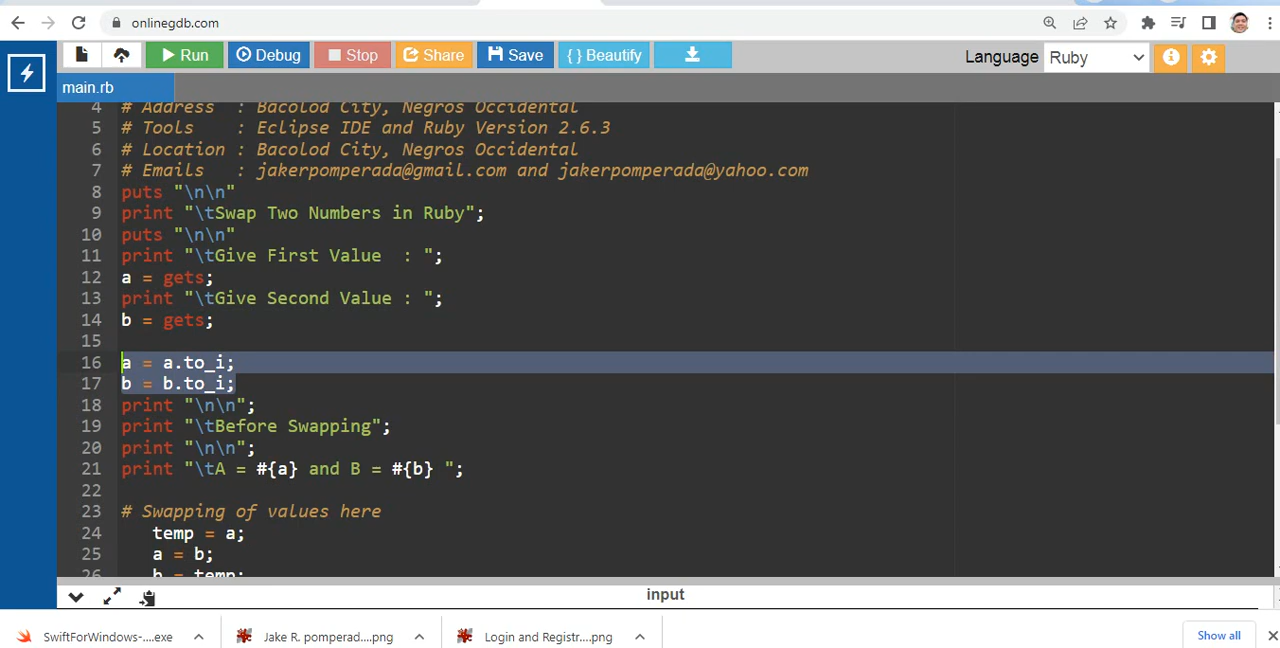 onlinegdb.com
Run Debug Stop Share Save { } Beautify Language Ruby
main.rb
4 # Address : Bacolod City, Negros Occidental
5 # Tools : Eclipse IDE and Ruby Version 2.6.3
6 # Location : Bacolod City, Negros Occidental
7 # Emails : jakerpomperada@gmail.com and jakerpomperada@yahoo.com
8 puts "\n\n"
9 print "\tSwap Two Numbers in Ruby";
10 puts "\n\n"
11 print "\tGive First Value : ";
12 a = gets;
13 print "\tGive Second Value : ";
14 b = gets;
15
16 a = a.to_i;
17 b = b.to_i;
18 print "\n\n";
19 print "\tBefore Swapping";
20 print "\n\n";
21 print "\tA = #{a} and B = #{b} ";
22
23 # Swapping of values here
24 temp = a;
25 a = b;
26 b = temp;
input
SwiftForWindows-....exe Jake R. pomperad....png Login and Registr....png Show all